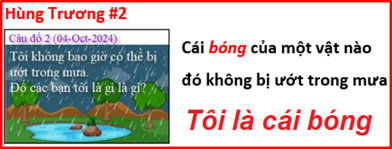 Hùng Trương #2
Câu đố 2 (04-Oct-2024)
Tôi không bao giờ có thể bị
ướt trong mưa.
Đố các bạn tôi là gì là gì?
Cái bóng của một vật nào
đó không bị ướt trong mưa
Tôi là cái bóng